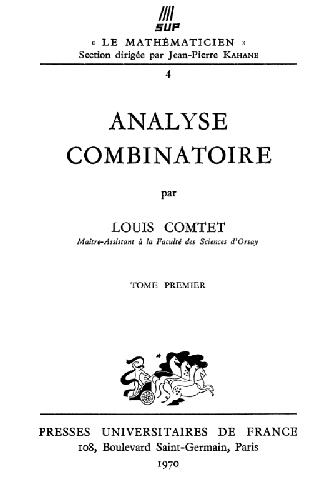 SUP
« LE MATHÉMATICIEN »
Section dirigée par Jean-Pierre KAHANE
4
ANALYSE
COMBINATOIRE
par
LOUIS COMTET
Maître-Assistant à la Faculté des Sciences d'Orsay
TOME PREMIER
PRESSES UNIVERSITAIRES DE FRANCE
108, Boulevard Saint-Germain, Paris
1970